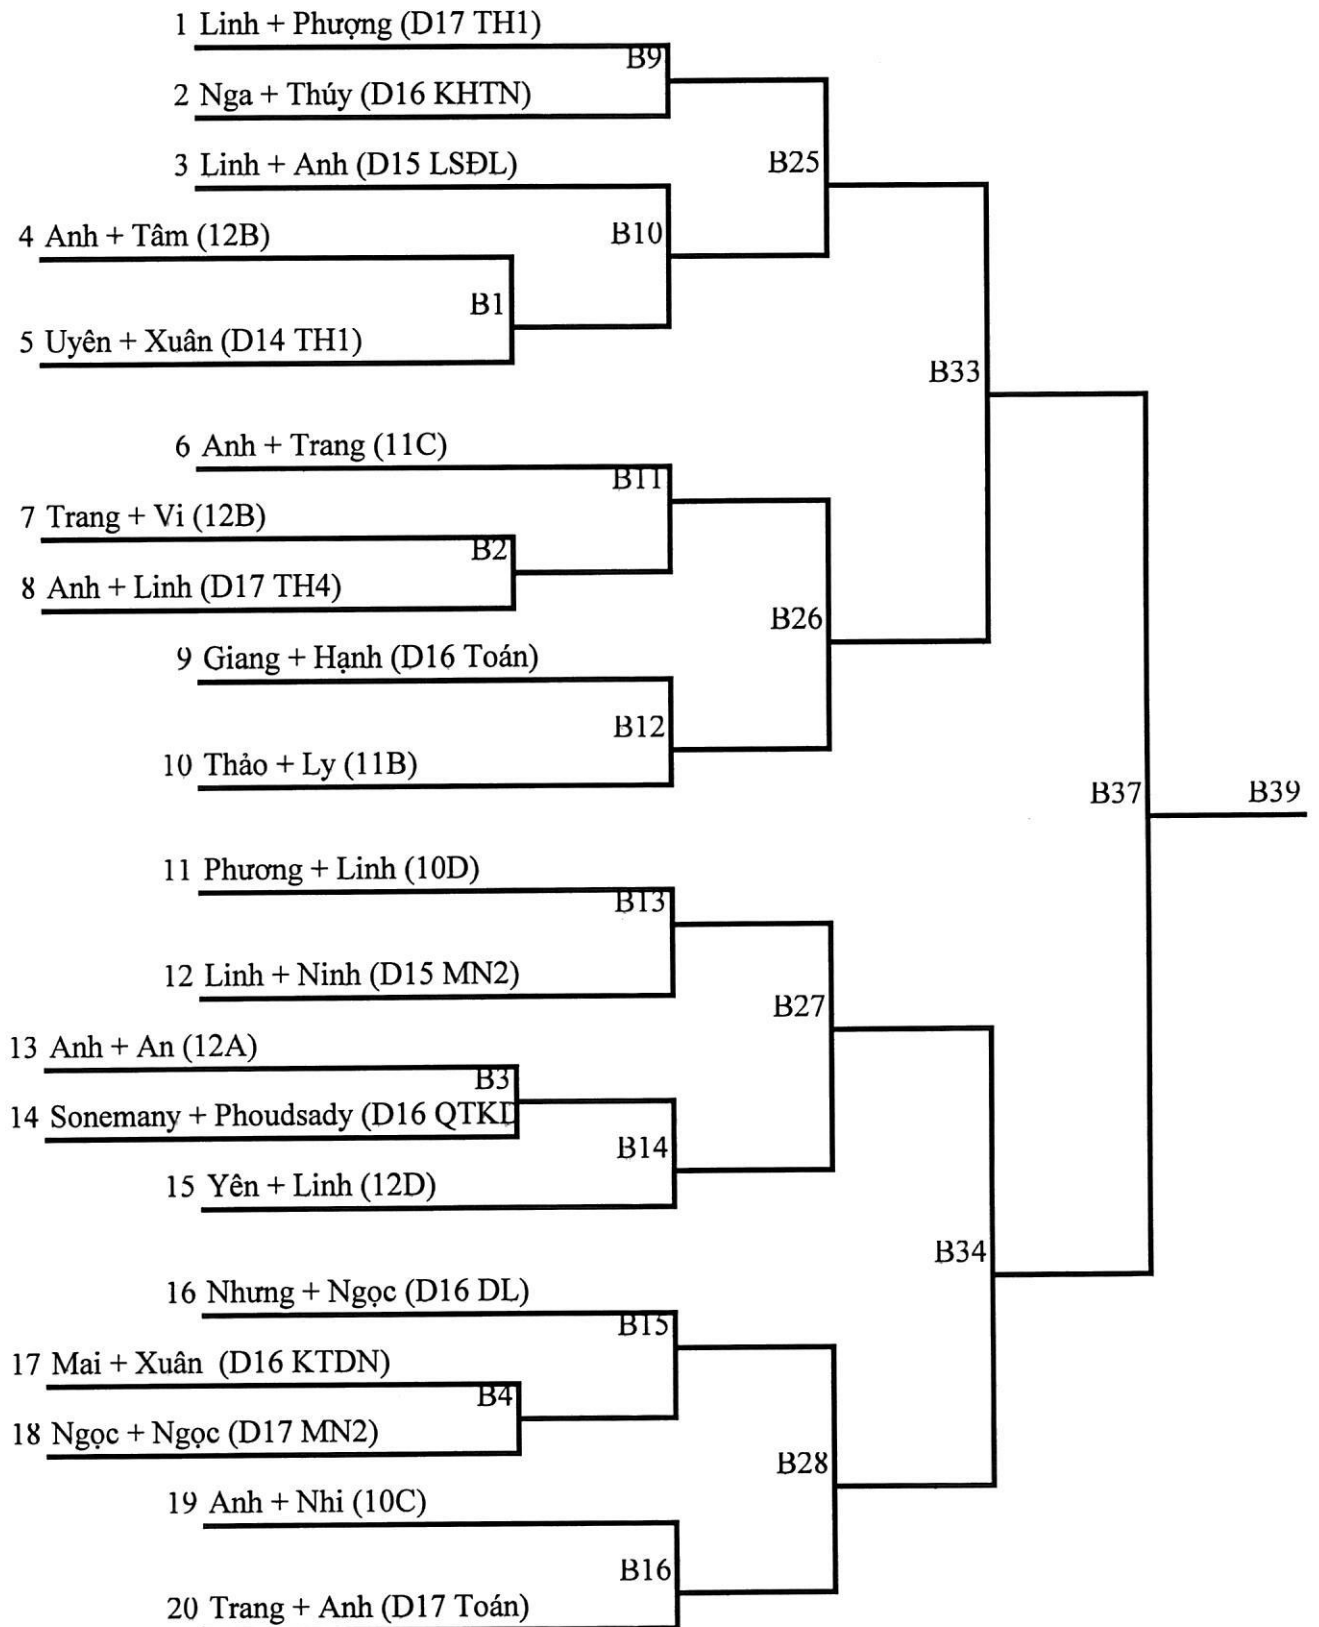 1 Linh + Phượng (D17 TH1)
B9
2 Nga + Thúy (D16 KHTN)
3 Linh + Anh (D15 LSĐL)
B25
4 Anh + Tâm (12B)
B10
B1
5 Uyên + Xuân (D14 TH1)
B33
6 Anh + Trang (11C)
B11
7 Trang + Vi (12B)
B2
8 Anh + Linh (D17 TH4)
B26
9 Giang + Hạnh (D16 Toán)
B12
10 Thảo + Ly (11B)
B37
B39
11 Phương + Linh (10D)
B13
12 Linh + Ninh (D15 MN2)
B27
13 Anh + An (12A)
B3
14 Sonemany + Phoudsady (D16 QTKD
B14
15 Yên + Linh (12D)
B34
16 Nhưng + Ngọc (D16 DL)
B15
17 Mai + Xuân (D16 KTDN)
B4
18 Ngọc + Ngọc (D17 MN2)
B28
19 Anh + Nhi (10C)
B16
20 Trang + Anh (D17 Toán)